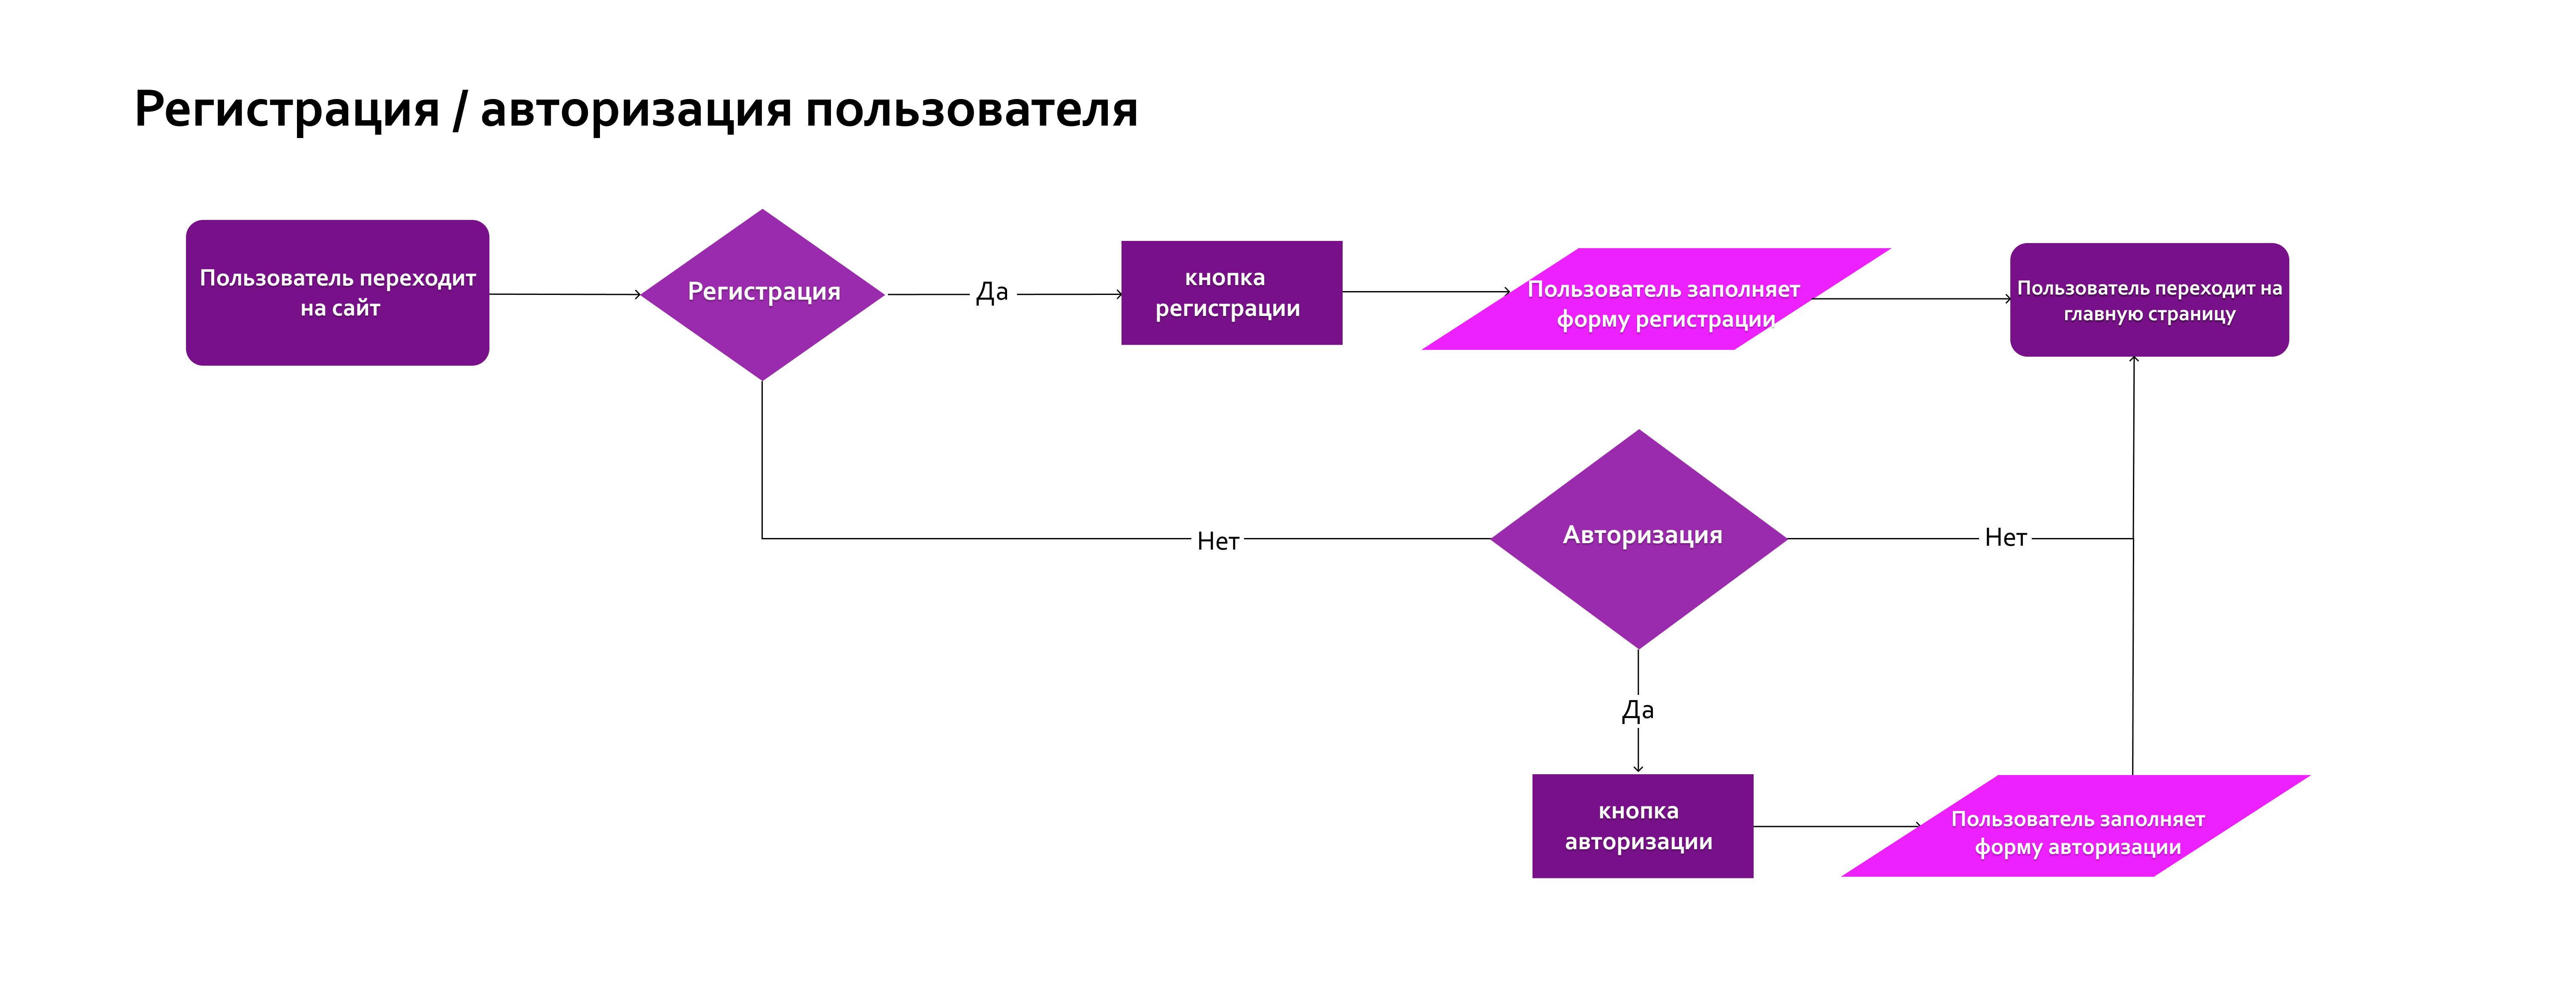 Регистрация / авторизация пользователя
Пользователь переходит
на сайт
Регистрация
Да
кнопка
регистрации
Пользователь заполняет
форму регистрации
Пользователь переходит на
главную страницу
Нет
Авторизация
Нет
Да
кнопка
авторизации
Пользователь заполняет
форму авторизации